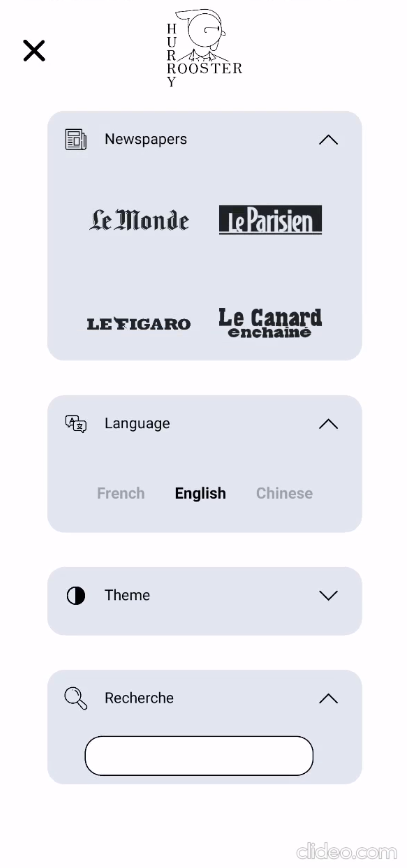 HURRY
ROOSTER
Newspapers
Le Monde
Le Parisien
LE FIGARO
Le Canard
enchaîné
Language
French English Chinese
Theme
Recherche
clideo.com